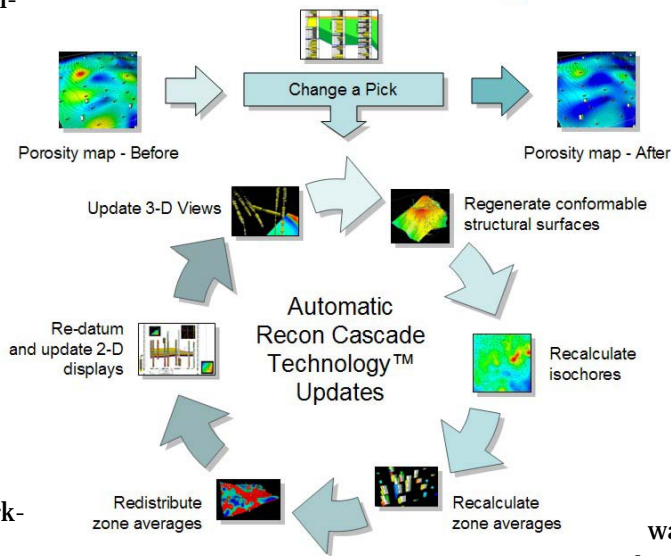 Change a Pick
Porosity map - Before
Porosity map - After
Update 3-D Views
Regenerate conformable
structural surfaces
Re-datum
and update 2-D
displays
Automatic
Recon Cascade
Technology™
Updates
Recalculate
isochores
Redistribute
zone averages
Recalculate
zone averages
k-
wa